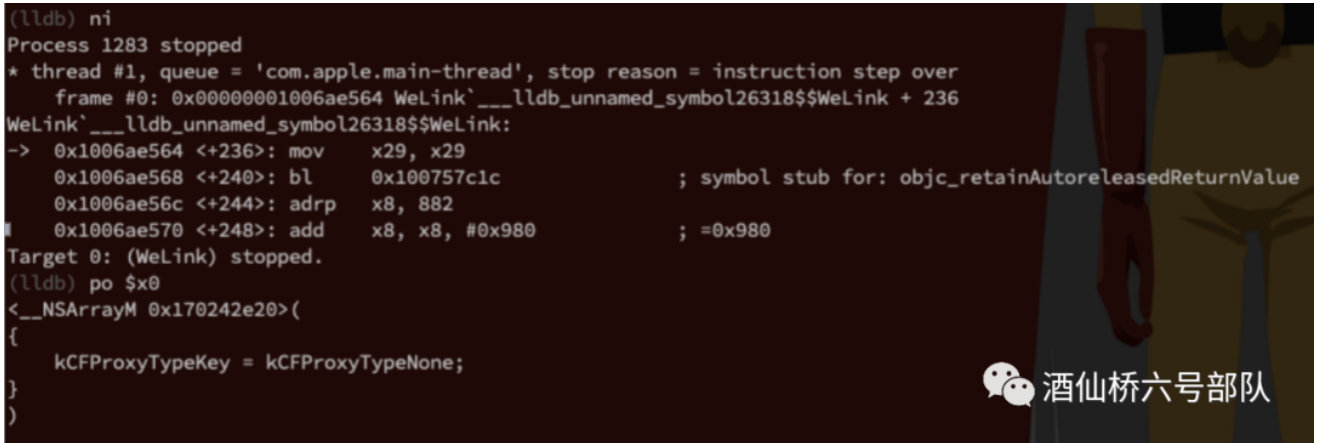 (lldb) ni
Process 1283 stopped
* thread #1, queue = 'com.apple.main-thread', stop reason = instruction step over
    frame #0: 0x00000001006ae564 WeLink`___lldb_unnamed_symbol26318$$WeLink + 236
WeLink`___lldb_unnamed_symbol26318$$WeLink:
->  0x1006ae564 <+236>: mov    x29, x29
    0x1006ae568 <+240>: bl     0x100757c1c               ; symbol stub for: objc_retainAutoreleasedReturnValue
    0x1006ae56c <+244>: adrp   x8, 882
    0x1006ae570 <+248>: add    x8, x8, #0x980            ; =0x980
Target 0: (WeLink) stopped.
(lldb) po $x0
<__NSArrayM 0x170242e20>(
{
    kCFProxyTypeKey = kCFProxyTypeNone;
}
)
酒仙桥六号部队